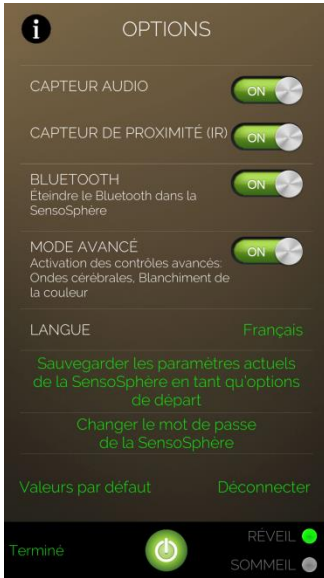 i OPTIONS
CAPTEUR AUDIO ON
CAPTEUR DE PROXIMITÉ (IR) ON
BLUETOOTH ON
Éteindre le Bluetooth dans la
SensoSphère
MODE AVANCÉ ON
Activation des contrôles avancés:
Ondes cérébrales, Blanchiment de
la couleur
LANGUE Français
Sauvegarder les paramètres actuels
de la SensoSphère en tant qu'options
de départ
Changer le mot de passe
de la SensoSphère
Valeurs par défaut Déconnecter
RÉVEIL
Terminé
SOMMEIL